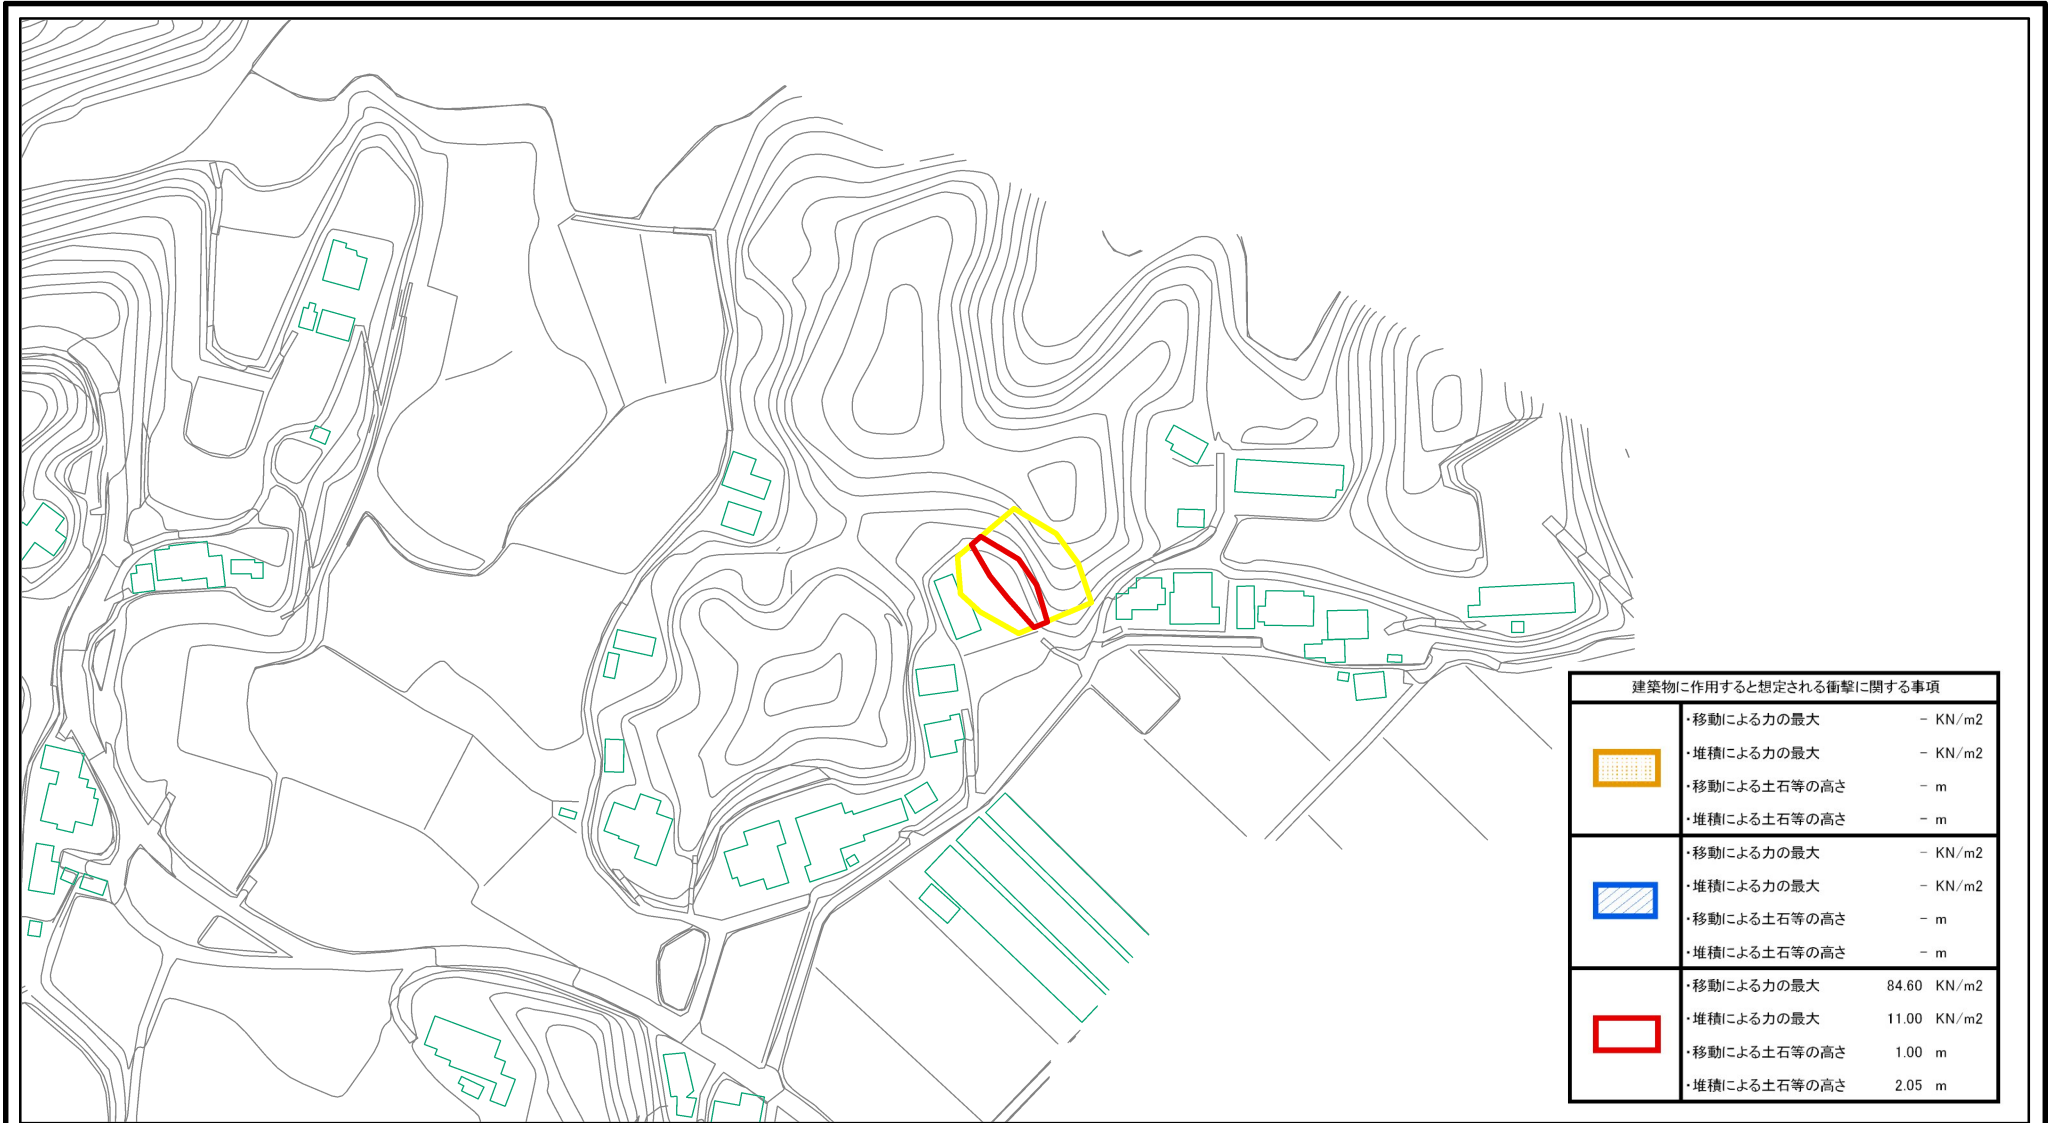 建築物に作用すると想定される衝撃に関する事項
・移動による力の最大 - KN/m2
・堆積による力の最大 - KN/m2
・移動による土石等の高さ - m
・堆積による土石等の高さ - m
・移動による力の最大 - KN/m2
・堆積による力の最大 - KN/m2
・移動による土石等の高さ - m
・堆積による土石等の高さ - m
・移動による力の最大 84.60 KN/m2
・堆積による力の最大 11.00 KN/m2
・移動による土石等の高さ 1.00 m
・堆積による土石等の高さ 2.05 m